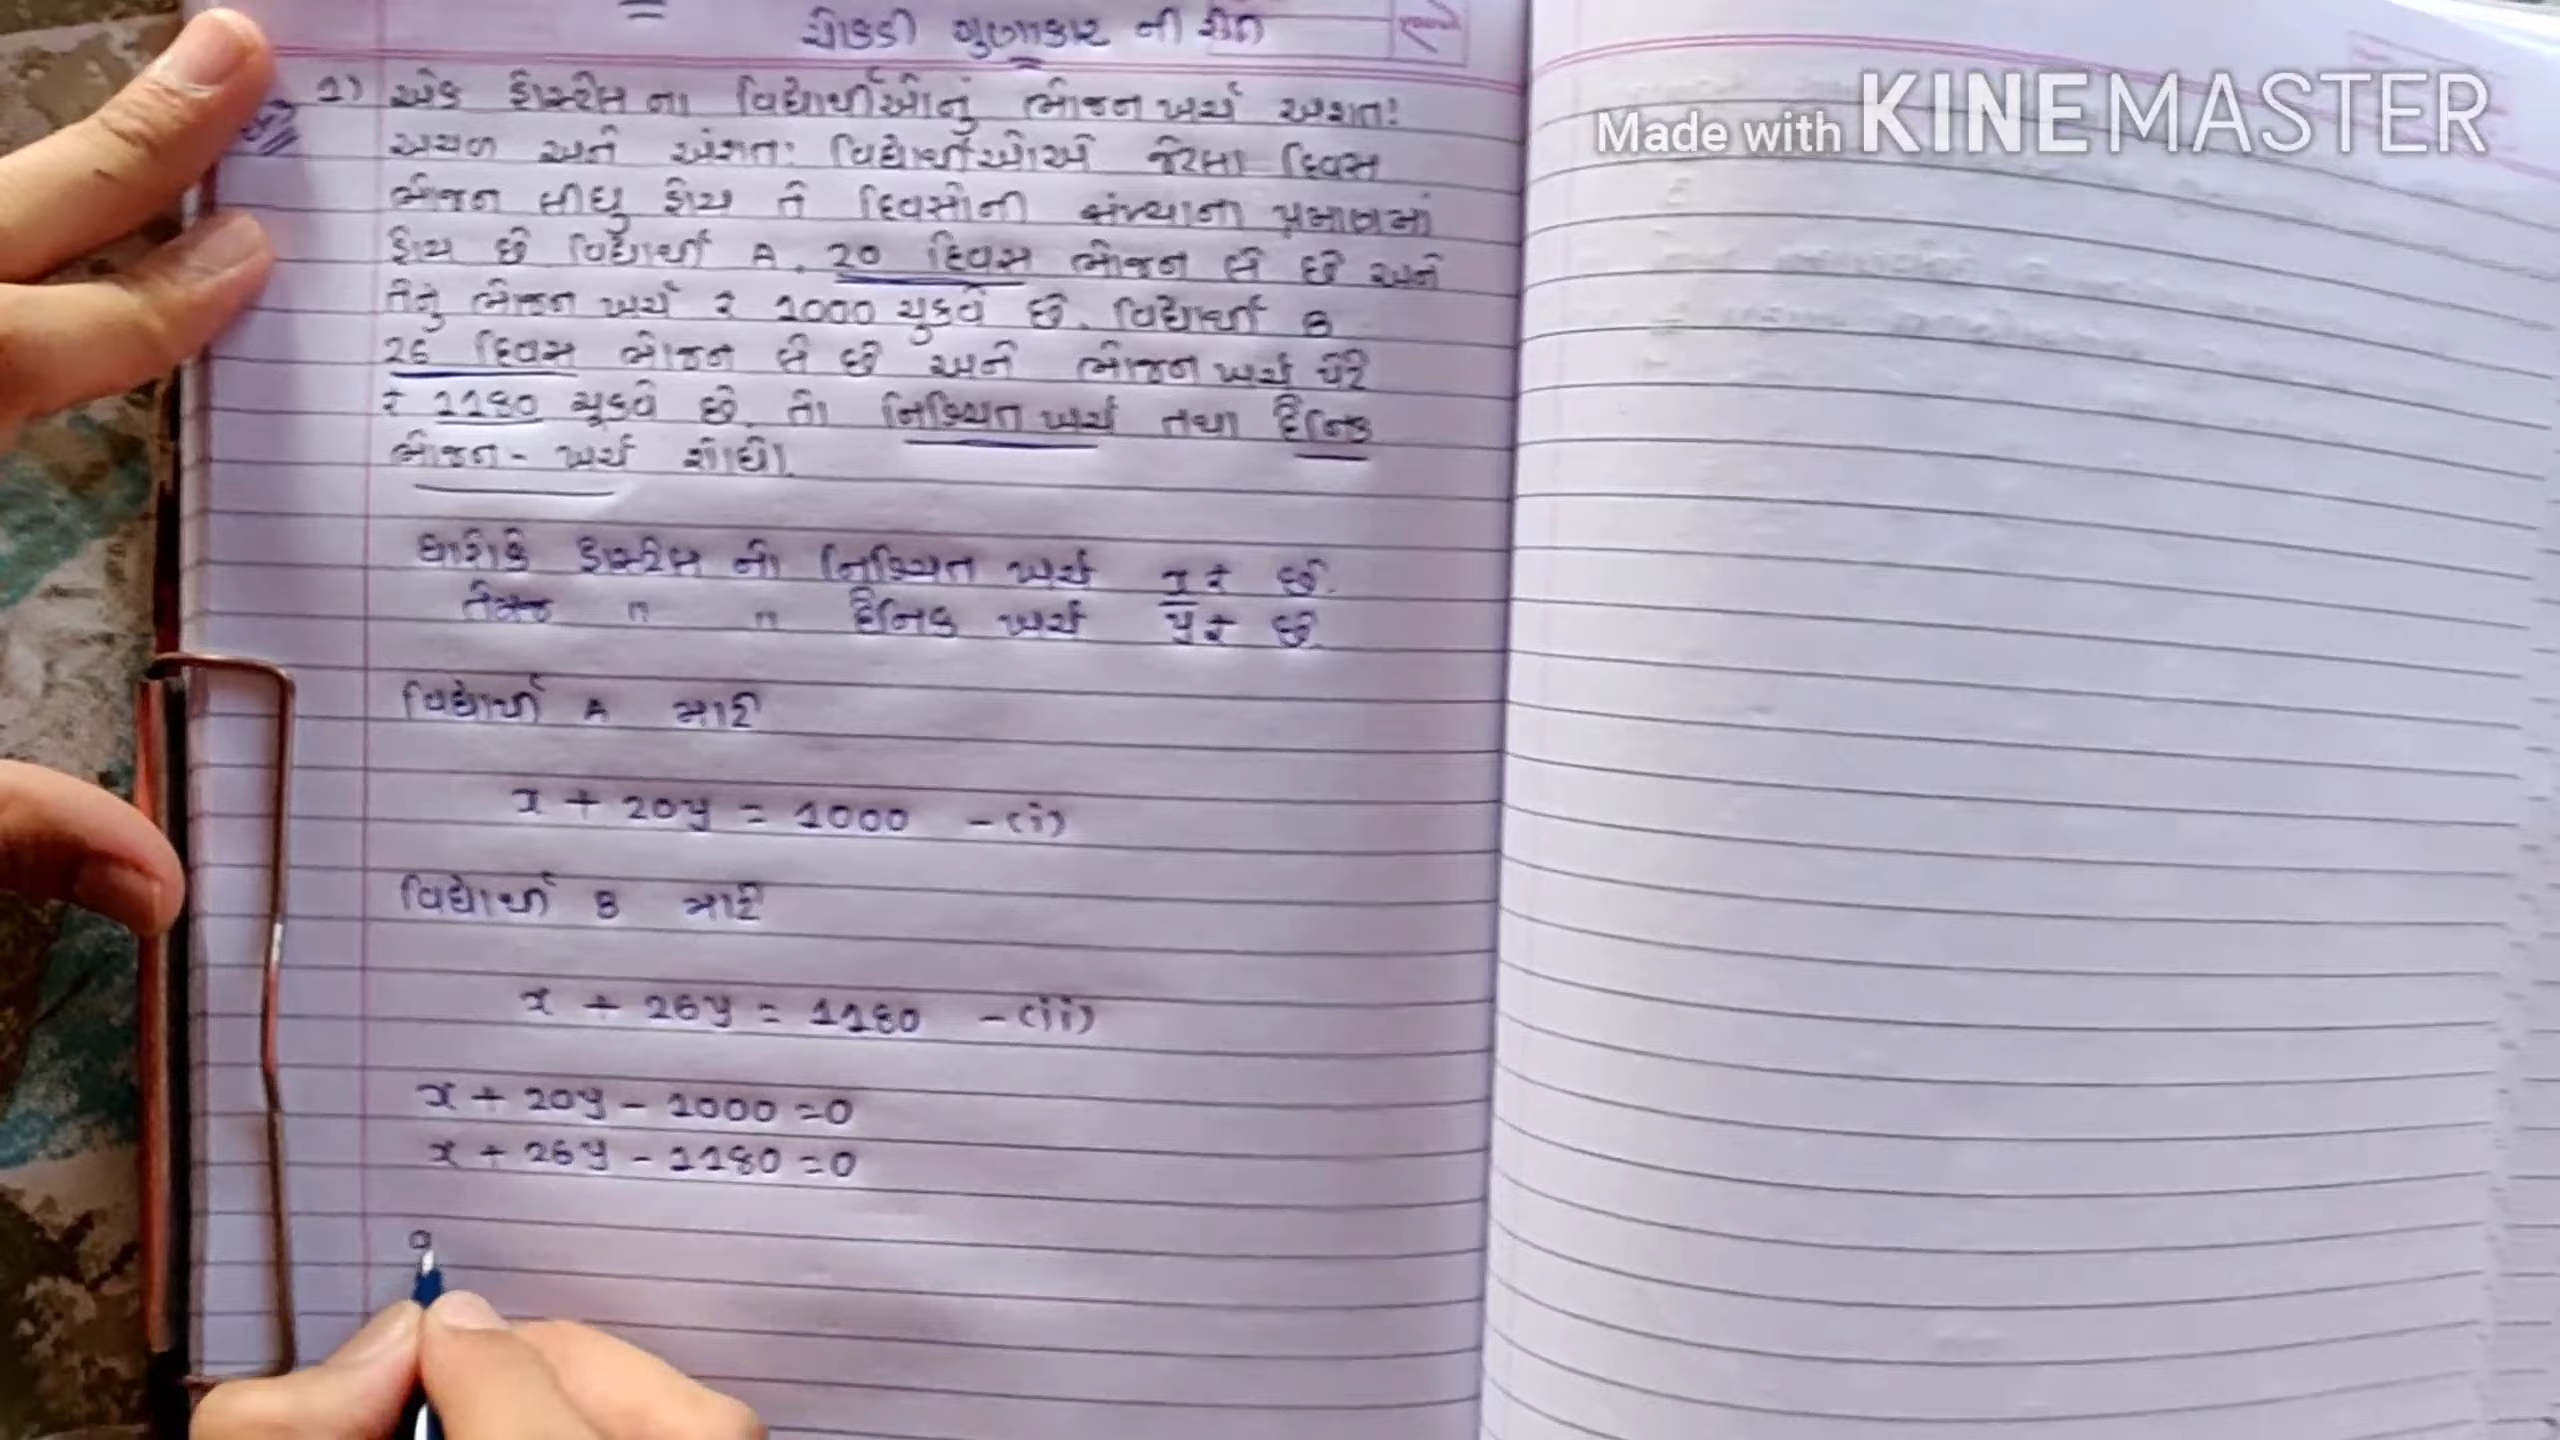 ચોકડી ગુણાકાર ની રીત
1) એક હોસ્ટેલ ના વિદ્યાર્થીઓનું ભોજન ખર્ચ અંશતઃ
અચળ અને અંશતઃ વિદ્યાર્થીઓએ જેટલા દિવસ
ભોજન લીધુ હોય તે દિવસોની સંખ્યાના પ્રમાણમાં
હોય છે વિદ્યાર્થી A, 20 દિવસ ભોજન લે છે અને
તેનુ ભોજન ખર્ચ ₹ 1000 ચુકવે છે. વિદ્યાર્થી B
26 દિવસ ભોજન લે છે અને ભોજન ખર્ચ પેટે
₹ 1180 ચૂકવે છે. તો નિશ્ચિત ખર્ચ તથા દૈનિક
ભોજન - ખર્ચ શોધો.
ધારોકે હોસ્ટેલ નો નિશ્ચિત ખર્ચ x ₹ છે.
તેમજ " " દૈનિક ખર્ચ y ₹ છે
વિદ્યાર્થી A માટે
x + 20y = 1000 - (i)
વિદ્યાર્થી B માટે
x + 26y = 1180 - (ii)
x + 20y - 1000 = 0
x + 26y - 1180 = 0
Made with KINEMASTER